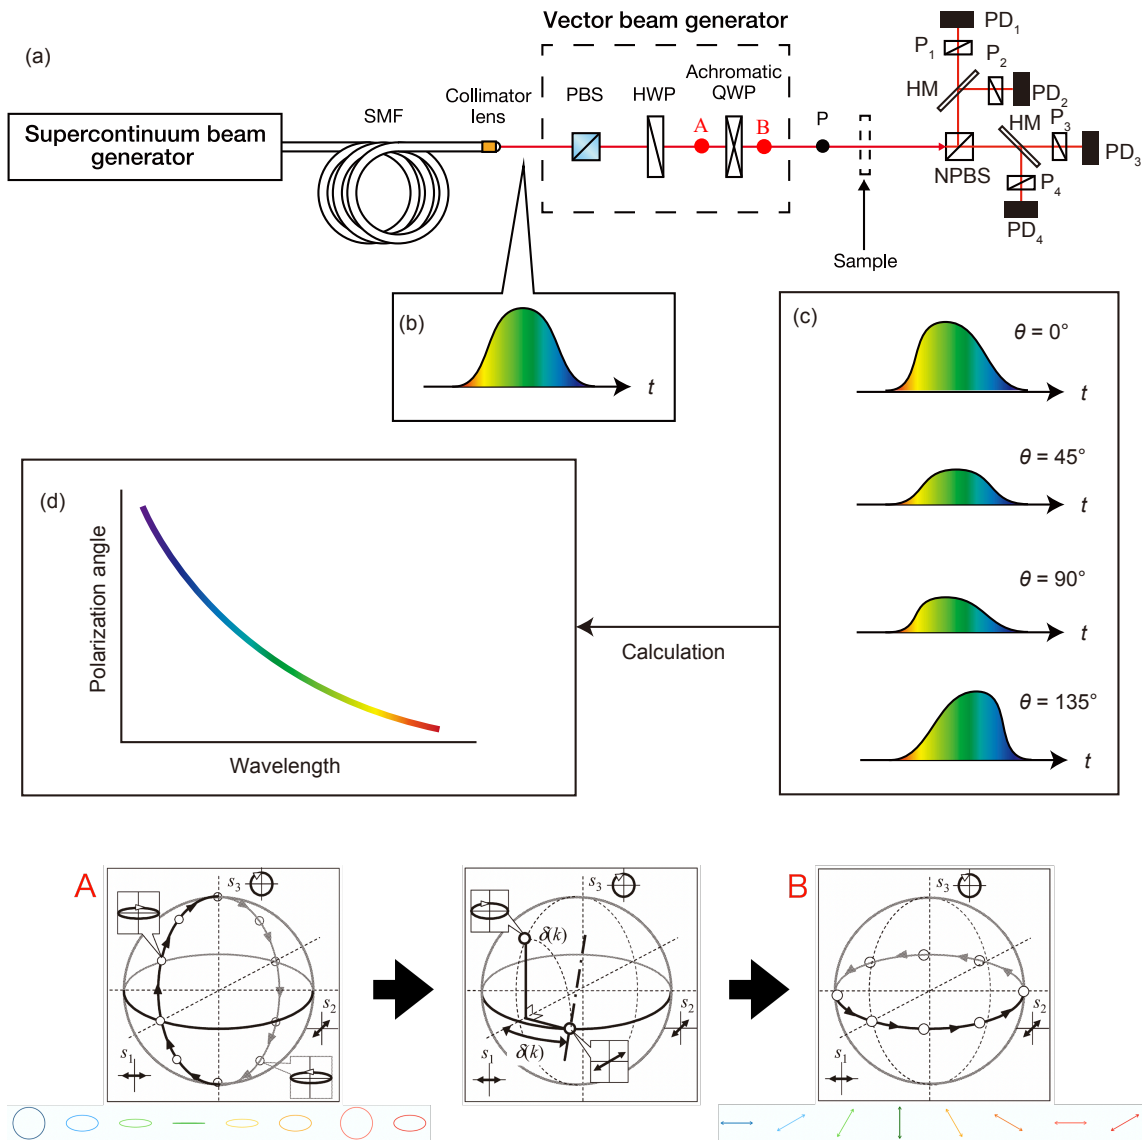 Vector beam generator
(a)
Supercontinuum beam
generator
SMF
Collimator
lens
PBS
HWP
Achromatic
QWP
A
B
P
Sample
NPBS
HM
HM
P1
P2
P3
P4
PD1
PD2
PD3
PD4
(b)
t
(c)
θ = 0°
t
θ = 45°
t
θ = 90°
t
θ = 135°
t
Calculation
(d)
Polarization angle
Wavelength
A
s3
s2
s1
s3
δ(k)
δ(k)
s2
s1
B
s3
s2
s1